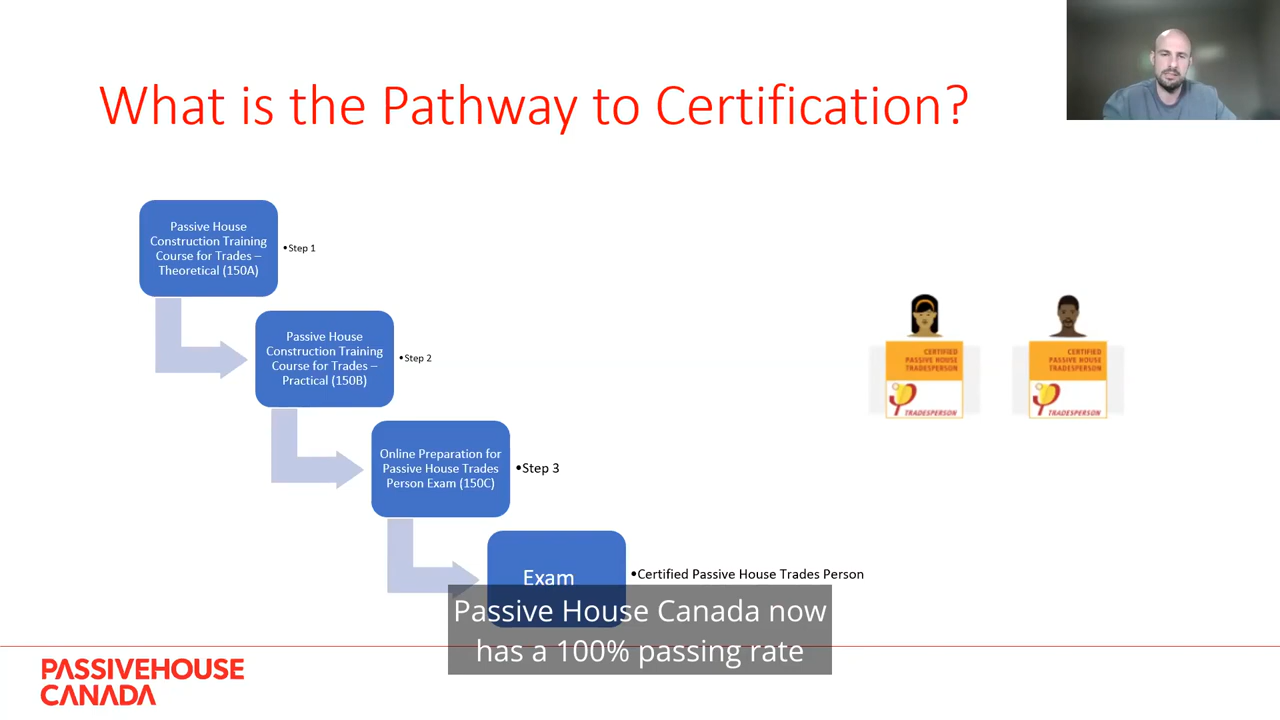 What is the Pathway to Certification?
Passive House
Construction Training
Course for Trades –
Theoretical (150A)
•Step 1
Passive House
Construction Training
Course for Trades –
Practical (150B)
•Step 2
Online Preparation for
Passive House Trades
Person Exam (150C)
•Step 3
Exam
•Certified Passive House Trades Person
CERTIFIED
PASSIVE HOUSE
TRADESPERSON
TRADESPERSON
CERTIFIED
PASSIVE HOUSE
TRADESPERSON
TRADESPERSON
Passive House Canada now
has a 100% passing rate
PASSIVEHOUSE
CANADA